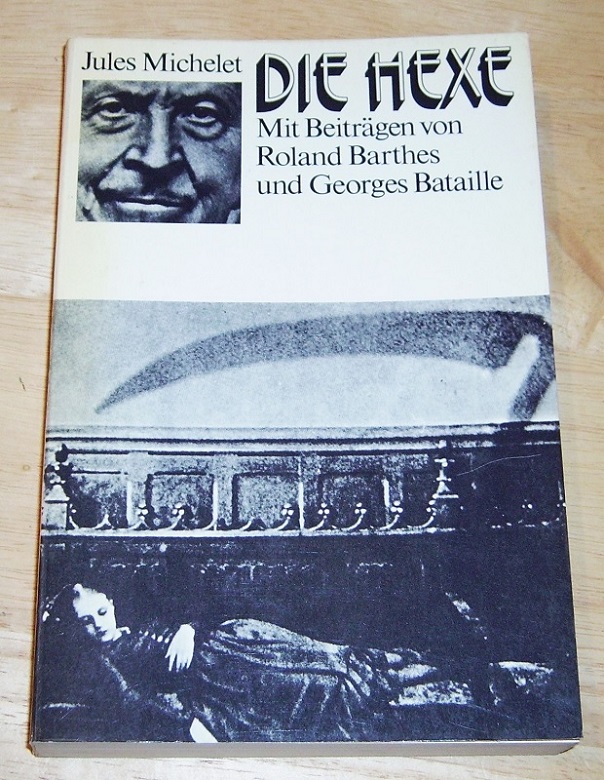 Jules Michelet
DIE HEXE
Mit Beiträgen von
Roland Barthes
und Georges Bataille